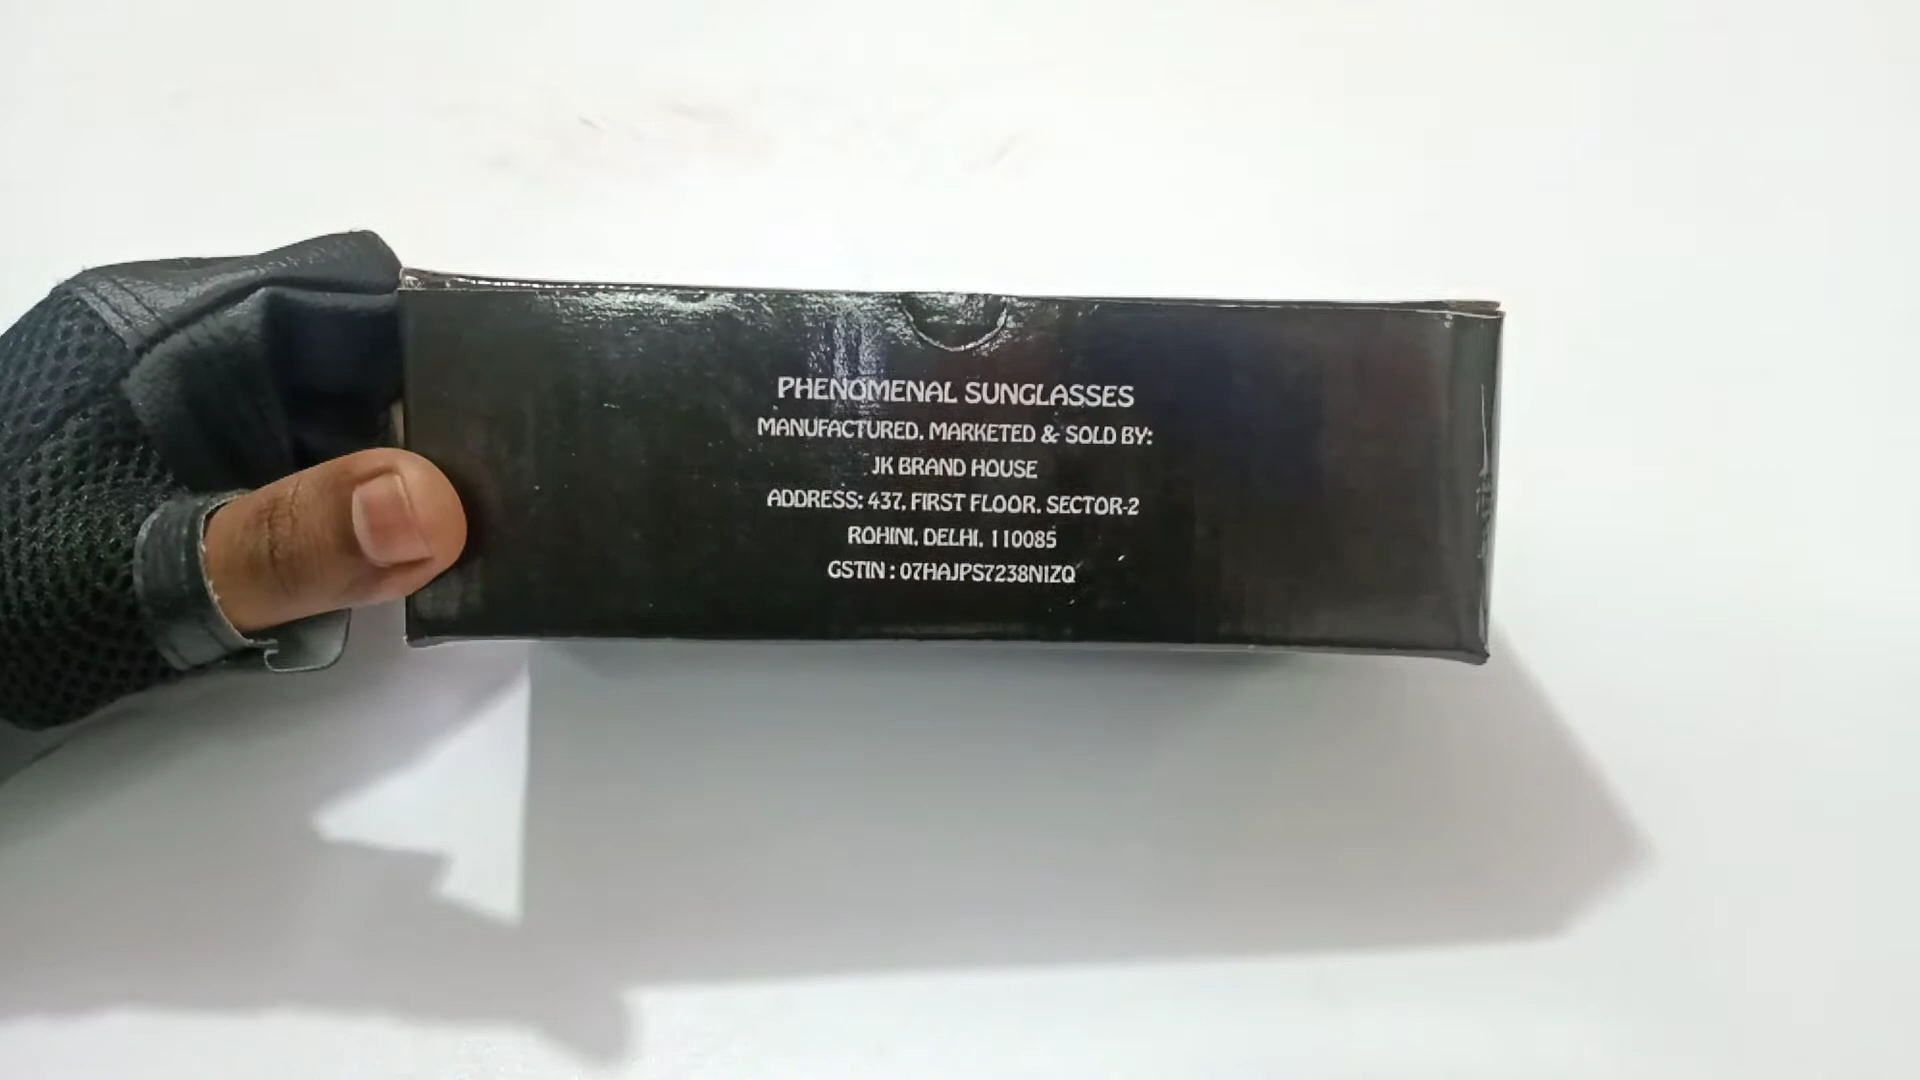 PHENOMENAL SUNGLASSES
MANUFACTURED, MARKETED & SOLD BY:
JK BRAND HOUSE
ADDRESS: 437, FIRST FLOOR, SECTOR-2
ROHINI, DELHI, 110085
GSTIN : 07HAJPS7238N1ZQ